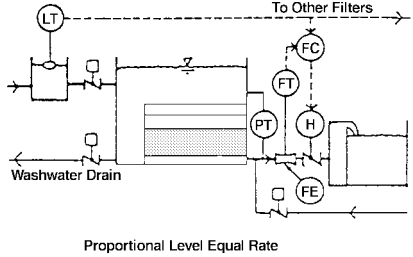 LT
To Other Filters
FC
FT
PT
H
Washwater Drain
FE
Proportional Level Equal Rate